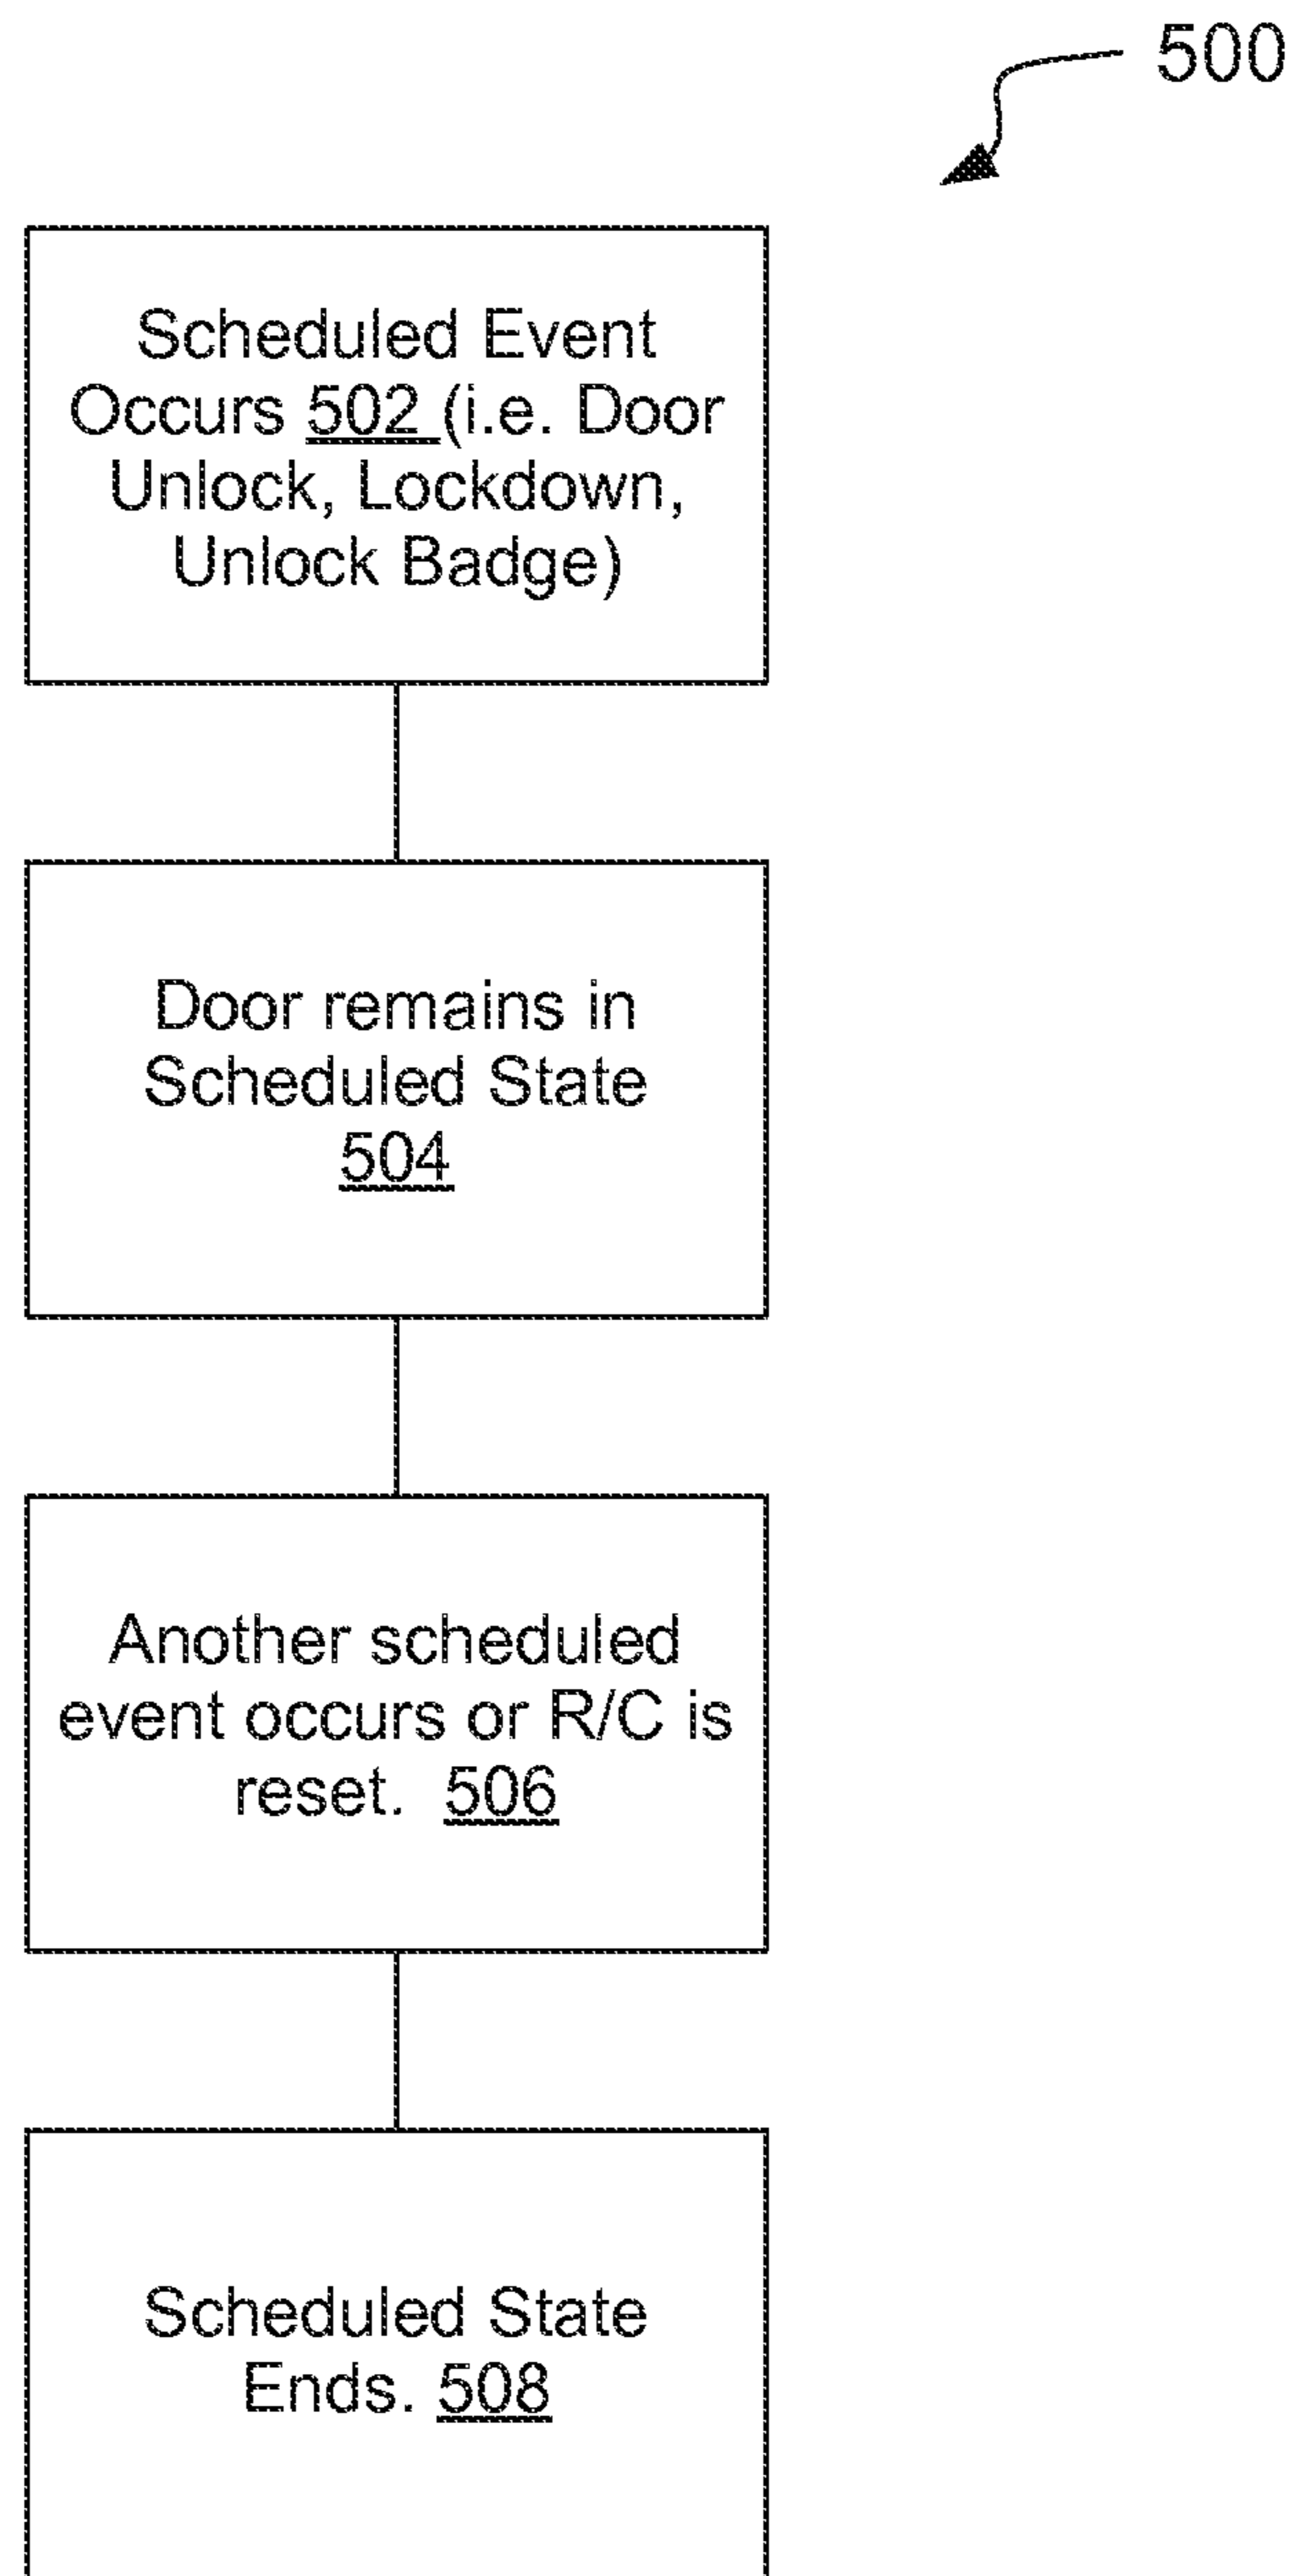 500
Scheduled Event
Occurs 502 (i.e. Door
Unlock, Lockdown,
Unlock Badge)
Door remains in
Scheduled State
504
Another scheduled
event occurs or R/C is
reset. 506
Scheduled State
Ends. 508